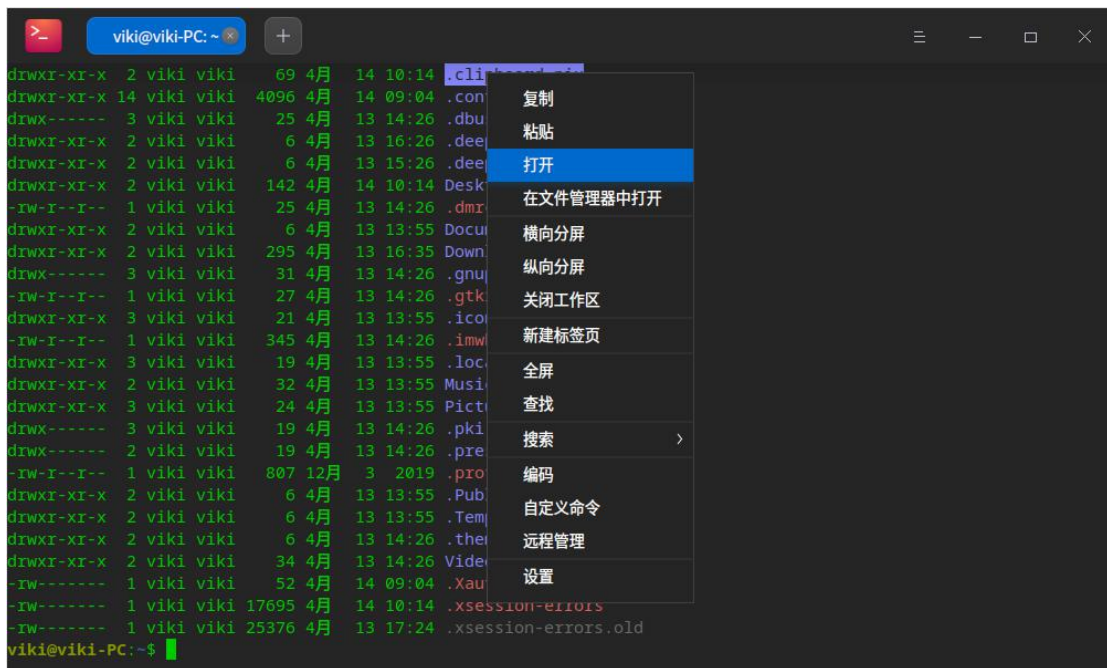 >_ viki@viki-PC: ~ +
drwxr-xr-x 2 viki viki 69 4月 14 10:14 .cli
drwxr-xr-x 14 viki viki 4096 4月 14 09:04 .con
drwx------ 3 viki viki 25 4月 13 14:26 .dbu
drwxr-xr-x 2 viki viki 6 4月 13 16:26 .dee
drwxr-xr-x 2 viki viki 6 4月 13 15:26 .dee
drwxr-xr-x 2 viki viki 142 4月 14 10:14 Desk
-rw-r--r-- 1 viki viki 25 4月 13 14:26 .dmr
drwxr-xr-x 2 viki viki 6 4月 13 13:55 Docu
drwxr-xr-x 2 viki viki 295 4月 13 16:35 Down
drwx------ 3 viki viki 31 4月 13 14:26 .gnu
-rw-r--r-- 1 viki viki 27 4月 13 14:26 .gtk
drwxr-xr-x 3 viki viki 21 4月 13 13:55 .ico
-rw-r--r-- 1 viki viki 345 4月 13 14:26 .imw
drwxr-xr-x 3 viki viki 19 4月 13 13:55 .loc
drwxr-xr-x 2 viki viki 32 4月 13 13:55 Musi
drwxr-xr-x 3 viki viki 24 4月 13 13:55 Pict
drwx------ 3 viki viki 19 4月 13 14:26 .pki
drwx------ 2 viki viki 19 4月 13 14:26 .pre
-rw-r--r-- 1 viki viki 807 12月 3 2019 .pro
drwxr-xr-x 2 viki viki 6 4月 13 13:55 .Pub
drwxr-xr-x 2 viki viki 6 4月 13 13:55 .Tem
drwxr-xr-x 2 viki viki 6 4月 13 14:26 .the
drwxr-xr-x 2 viki viki 34 4月 13 14:26 Vide
-rw------- 1 viki viki 52 4月 14 09:04 .Xau
-rw------- 1 viki viki 17695 4月 14 10:14 .xsession-errors
-rw------- 1 viki viki 25376 4月 13 17:24 .xsession-errors.old
viki@viki-PC:~$
复制
粘贴
打开
在文件管理器中打开
横向分屏
纵向分屏
关闭工作区
新建标签页
全屏
查找
搜索
编码
自定义命令
远程管理
设置